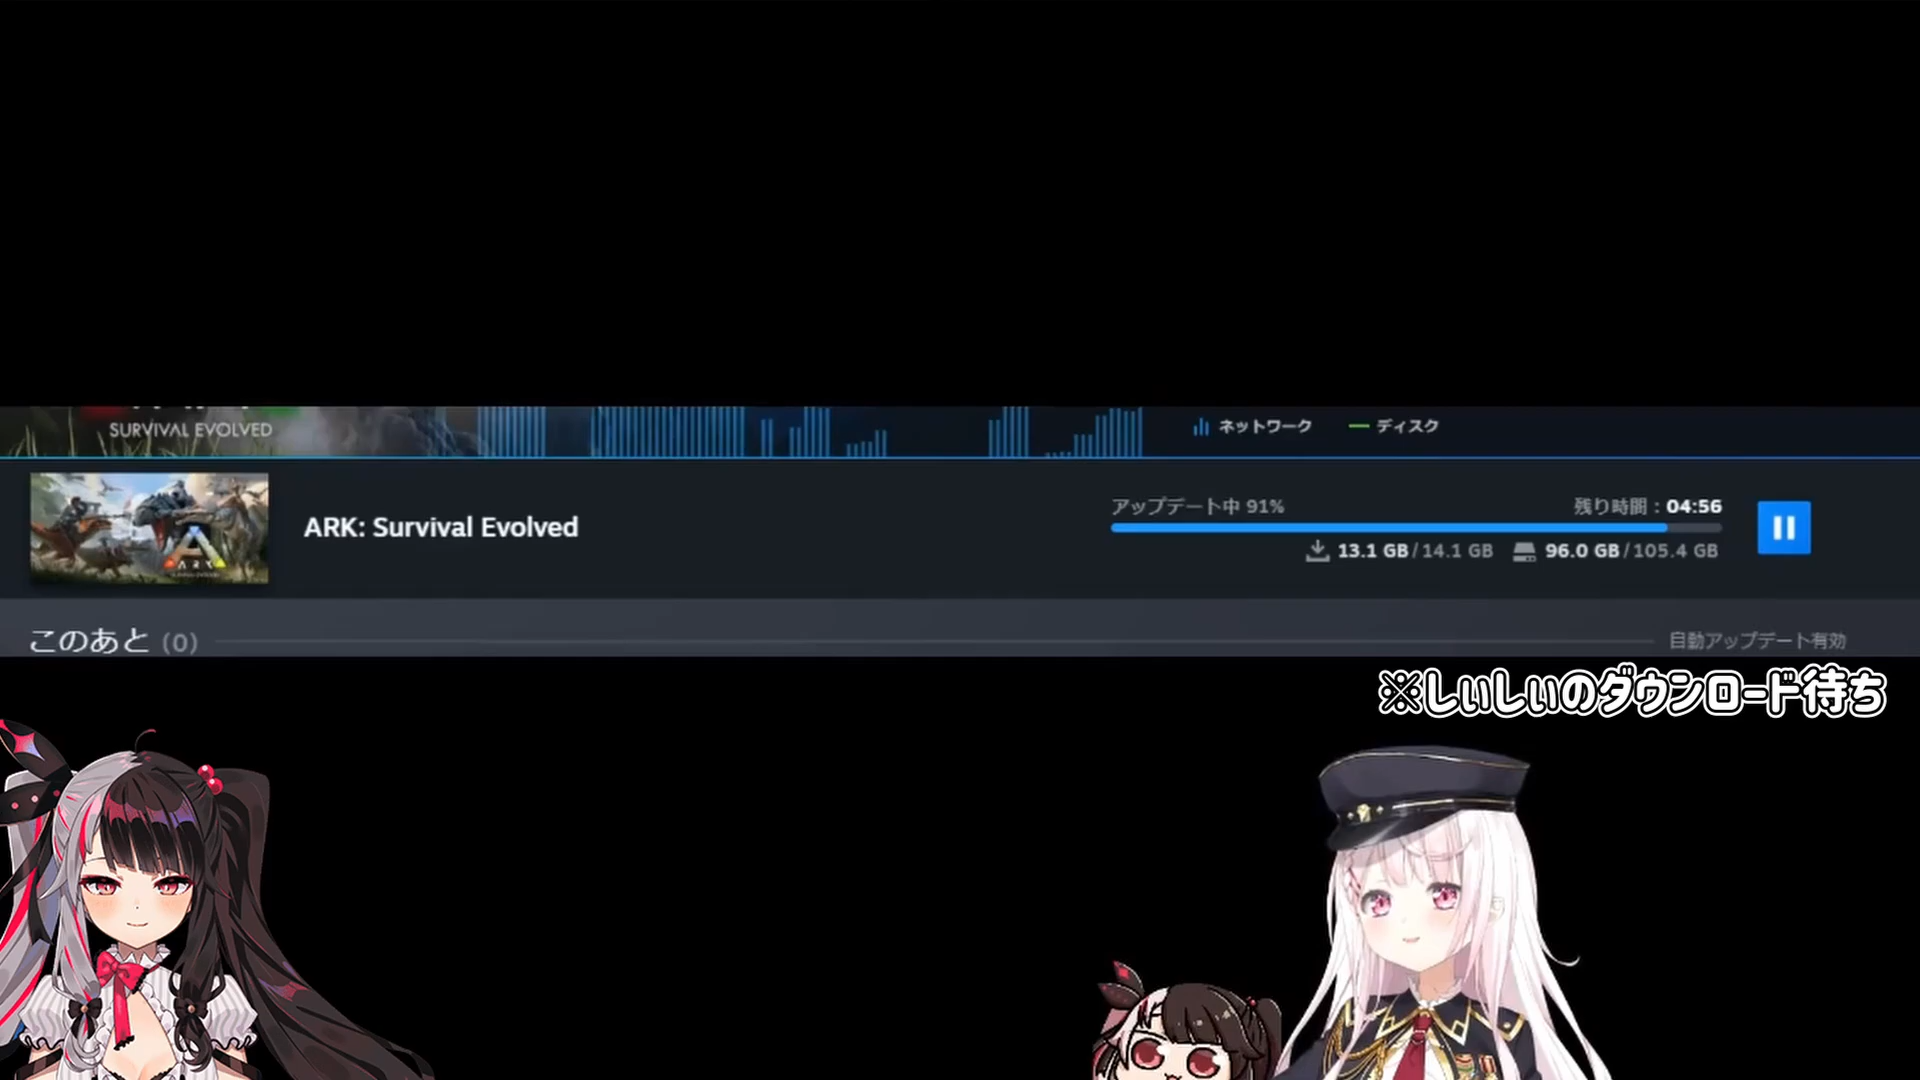 SURVIVAL EVOLVED
ネットワーク ディスク
ARK: Survival Evolved
アップデート中 91% 残り時間：04:56
13.1 GB/14.1 GB 96.0 GB/105.4 GB
このあと (0) 自動アップデート有効
※しぃしぃのダウンロード待ち